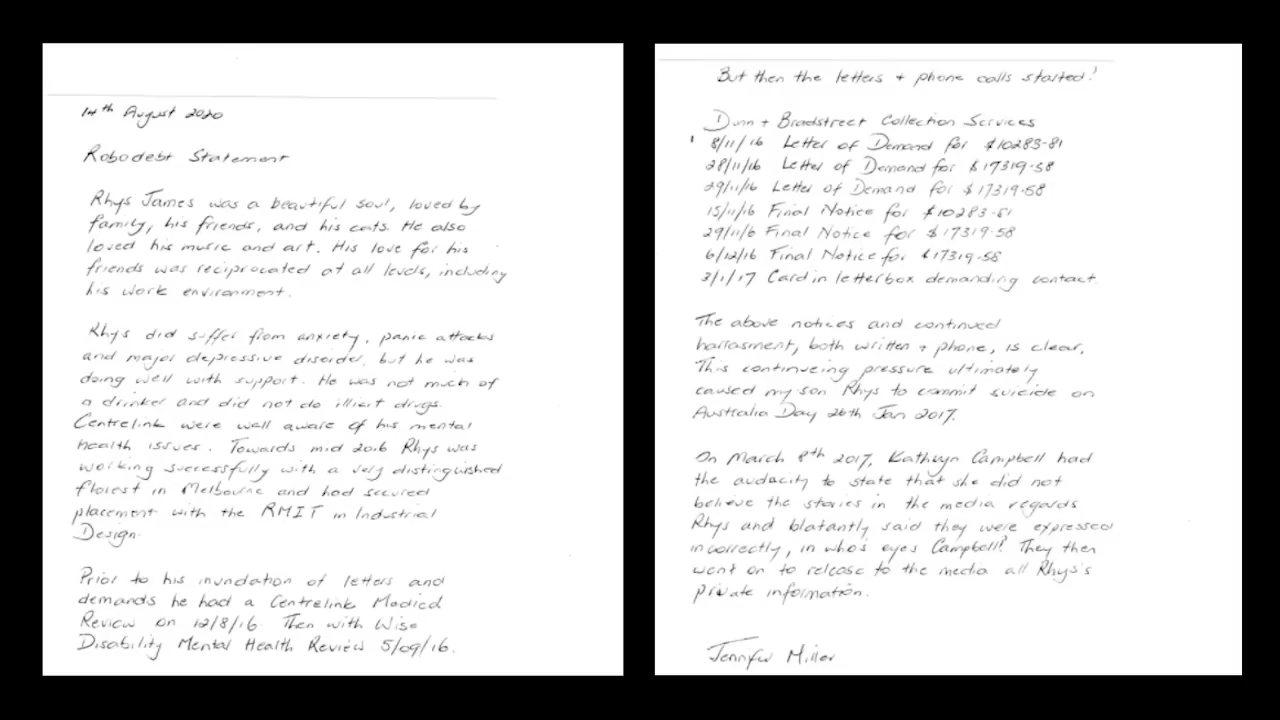 14th August 2020
Robodebt Statement
Rhys James was a beautiful soul, loved by
family, his friends, and his cats. He also
loved his music and art. His love for his
friends was reciprocated at all levels, including
his work environment.
Rhys did suffer from anxiety, panic attacks
and major depressive disorder, but he was
doing well with support. He was not much of
a drinker and did not do illicit drugs.
Centrelink were well aware of his mental
health issues. Towards mid 2016 Rhys was
working successfully with a very distinguished
florest in Melbourne and had secured
placement with the RMIT in Industrial
Design.
Prior to his inundation of letters and
demands he had a Centrelink Medical
Review on 12/8/16. Then with Wise
Disability Mental Health Review 5/09/16.
But then the letters + phone calls started!
Dunn + Bradstreet Collection Services
8/11/16 Letter of Demand for $10283-81
28/11/16 Letter of Demand for $17319-58
29/11/16 Letter of Demand for $17319-58
15/11/16 Final Notice for $10283-81
29/11/6 Final Notice for $17319-58
6/12/16 Final Notice for $17319-58
3/1/17 Card in letterbox demanding contact.
The above notices and continued
harrasment, both written + phone, is clear,
This continueing pressure ultimately
caused my son Rhys to commit suicide on
Australia Day 26th Jan 2017.
On March 8th 2017, Kathryn Campbell had
the audacity to state that she did not
believe the stories in the media regards
Rhys and blatantly said they were expressed
incorrectly, in who's eyes Campbell? They then
went on to release to the media all Rhys's
private information.
Jennifer Miller